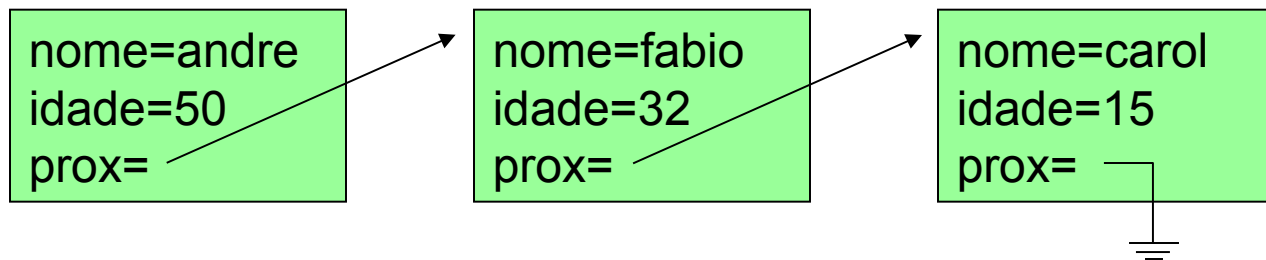 nome=andre
idade=50
prox=
nome=fabio
idade=32
prox=
nome=carol
idade=15
prox=